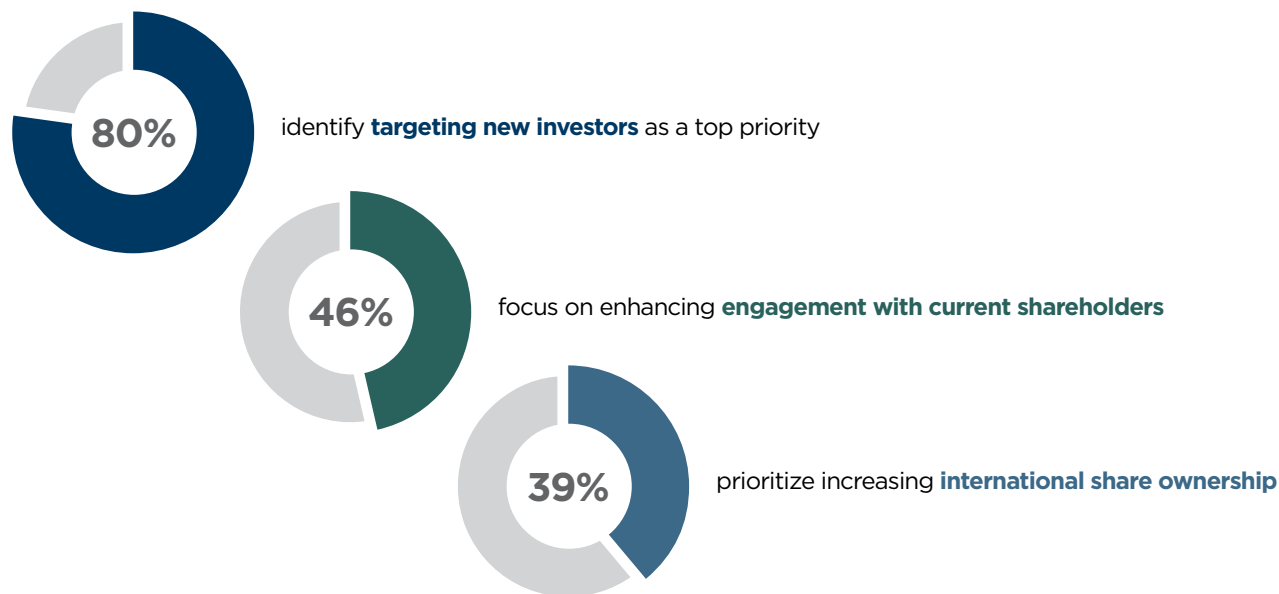 80%
identify targeting new investors as a top priority
46%
focus on enhancing engagement with current shareholders
39%
prioritize increasing international share ownership